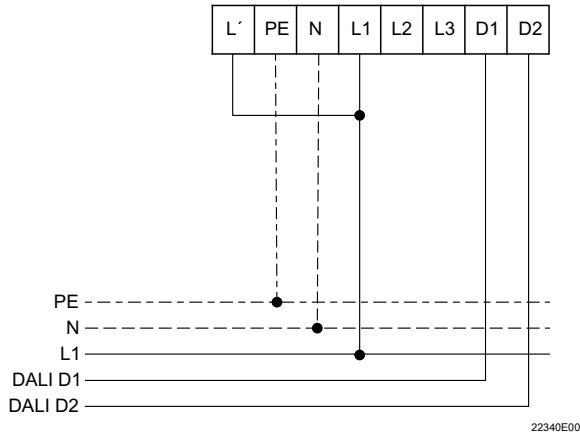 L´ PE N L1 L2 L3 D1 D2
PE
N
L1
DALI D1
DALI D2
22340E00